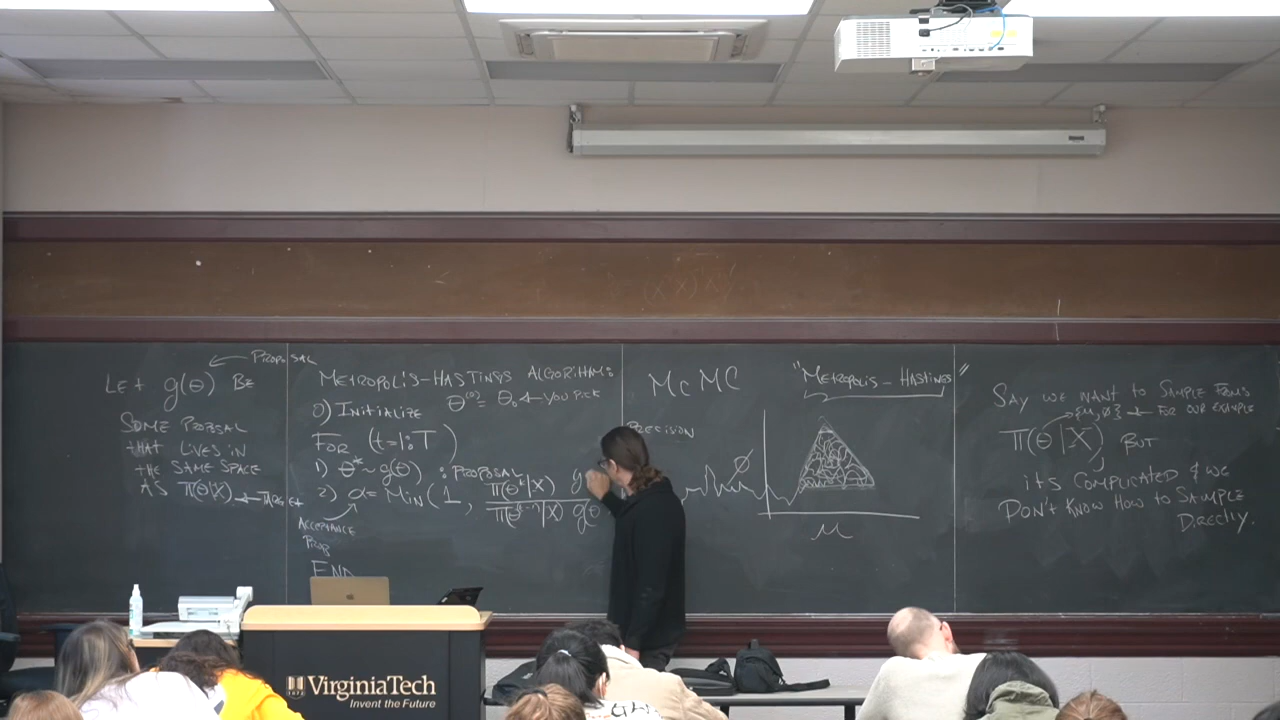 ← PROPOSAL
LET g(θ) BE
SOME PROPOSAL
THAT LIVES IN
THE SAME SPACE
AS π(θ|X) ← TARGET
METROPOLIS-HASTINGS ALGORITHM:
0) INITIALIZE θ^(0) = θ₀ ← YOU PICK
FOR (t=1:T)
1) θ* ~ g(θ) : PROPOSAL
2) α = MIN(1, π(θ*|X) g
π(θ^(t-1)|X) g(θ
ACCEPTANCE
PROB
END
MCMC
PRECISION
φ
μ
"METROPOLIS-HASTINGS"
SAY WE WANT TO SAMPLE FROM
{μ,φ} ← FOR OUR EXAMPLE
π(θ|X) BUT
ITS COMPLICATED & WE
DON'T KNOW HOW TO SAMPLE
DIRECTLY.
VirginiaTech
Invent the Future